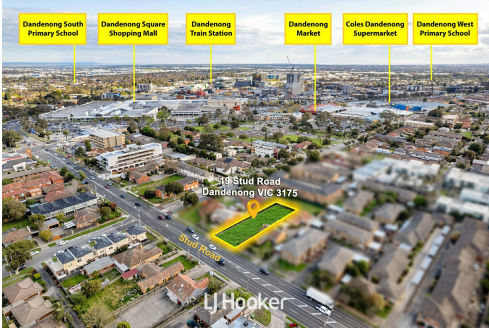 Dandenong South
Primary School
Dandenong Square
Shopping Mall
Dandenong
Train Station
Dandenong
Market
Coles Dandenong
Supermarket
Dandenong West
Primary School
19 Stud Road
Dandenong VIC 3175
Stud Road
LJ Hooker